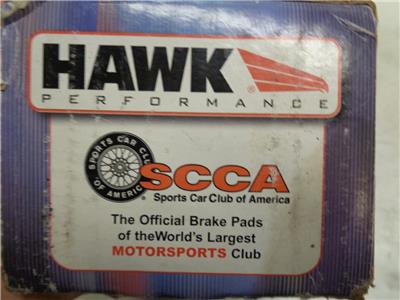 HAWK®
PERFORMANCE
SPORTS CAR CLUB OF AMERICA
SCCA
Sports Car Club of America
The Official Brake Pads
of theWorld's Largest
MOTORSPORTS Club